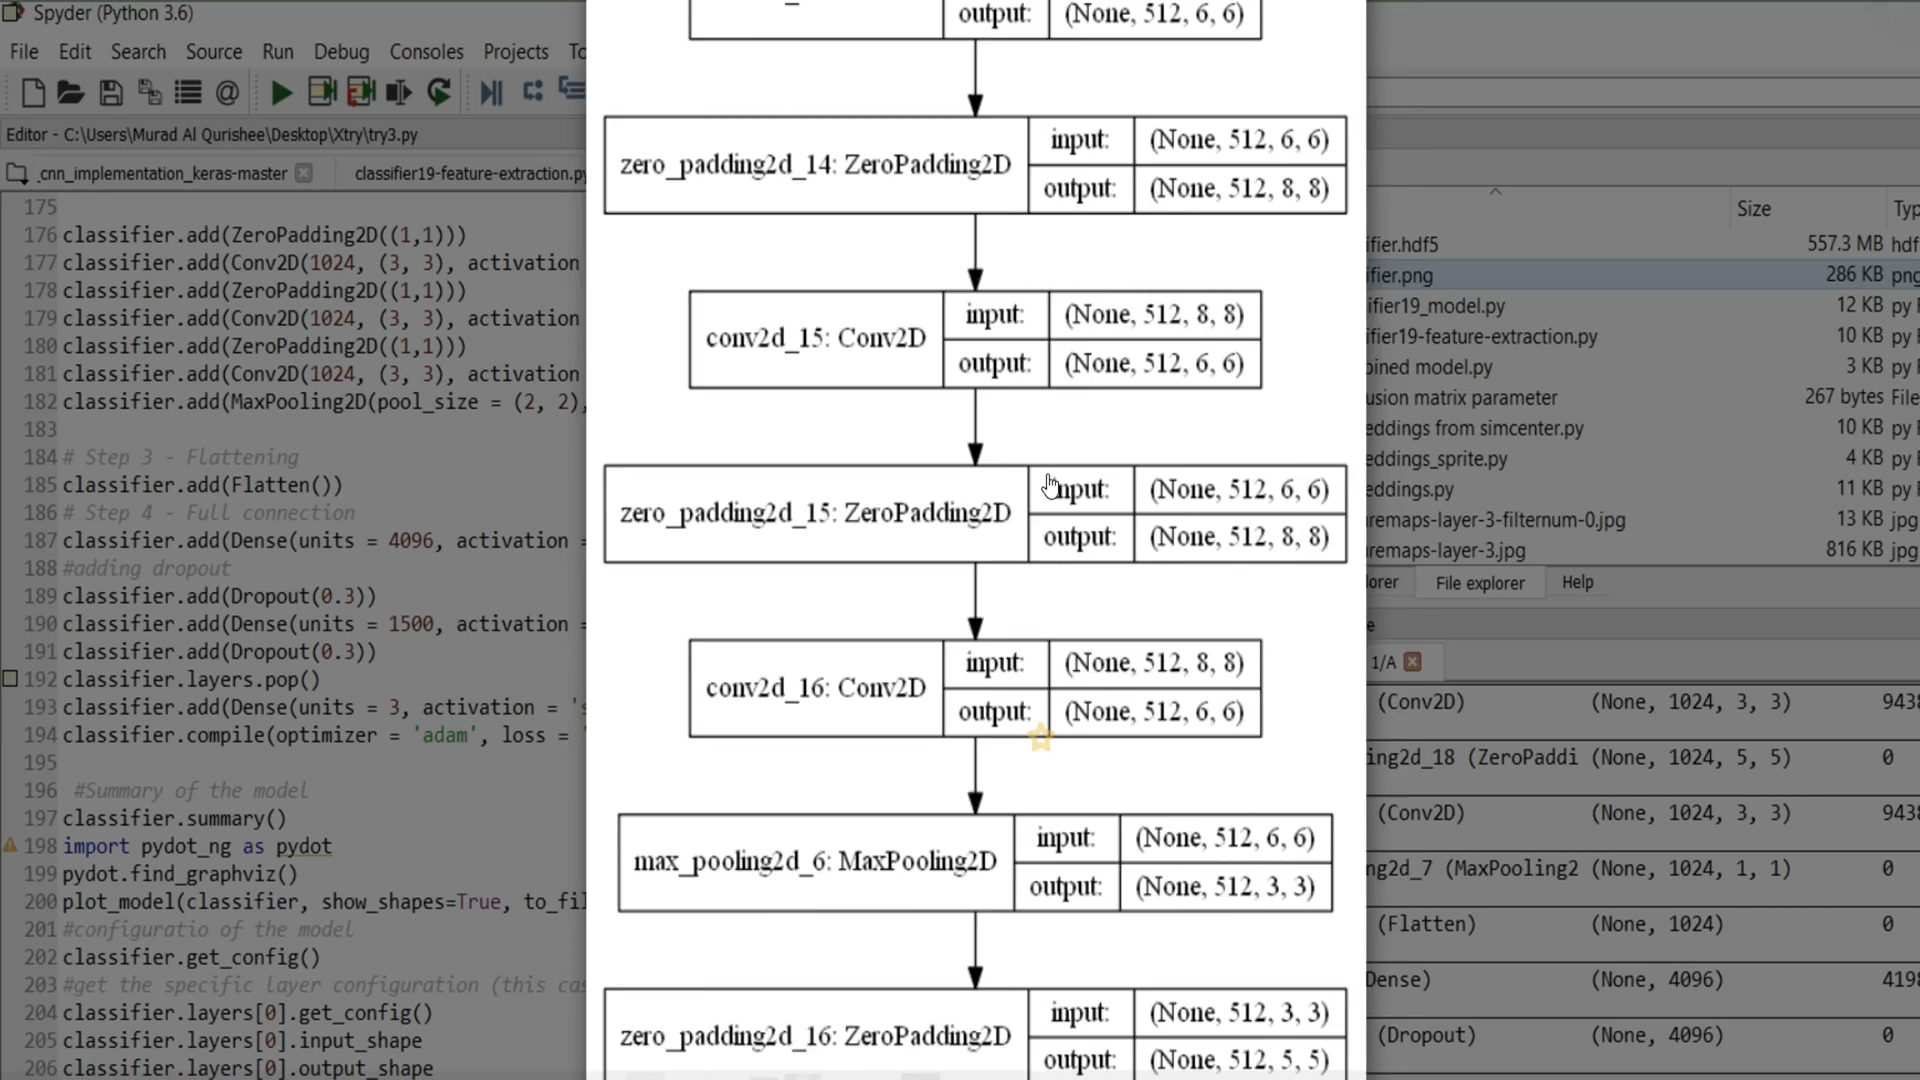 Spyder (Python 3.6)
File Edit Search Source Run Debug Consoles Projects
Editor - C:\Users\Murad Al Qurishee\Desktop\Xtry\try3.py
_cnn_implementation_keras-master
classifier19-feature-extraction.py
175
176 classifier.add(ZeroPadding2D((1,1)))
177 classifier.add(Conv2D(1024, (3, 3), activation
178 classifier.add(ZeroPadding2D((1,1)))
179 classifier.add(Conv2D(1024, (3, 3), activation
180 classifier.add(ZeroPadding2D((1,1)))
181 classifier.add(Conv2D(1024, (3, 3), activation
182 classifier.add(MaxPooling2D(pool_size = (2, 2),
183
184 # Step 3 - Flattening
185 classifier.add(Flatten())
186 # Step 4 - Full connection
187 classifier.add(Dense(units = 4096, activation =
188 #adding dropout
189 classifier.add(Dropout(0.3))
190 classifier.add(Dense(units = 1500, activation =
191 classifier.add(Dropout(0.3))
192 classifier.layers.pop()
193 classifier.add(Dense(units = 3, activation = 's
194 classifier.compile(optimizer = 'adam', loss = '
195
196 #Summary of the model
197 classifier.summary()
198 import pydot_ng as pydot
199 pydot.find_graphviz()
200 plot_model(classifier, show_shapes=True, to_fil
201 #configuratio of the model
202 classifier.get_config()
203 #get the specific layer configuration (this cas
204 classifier.layers[0].get_config()
205 classifier.layers[0].input_shape
206 classifier.layers[0].output_shape
output: (None, 512, 6, 6)
zero_padding2d_14: ZeroPadding2D
input: (None, 512, 6, 6)
output: (None, 512, 8, 8)
conv2d_15: Conv2D
input: (None, 512, 8, 8)
output: (None, 512, 6, 6)
zero_padding2d_15: ZeroPadding2D
input: (None, 512, 6, 6)
output: (None, 512, 8, 8)
conv2d_16: Conv2D
input: (None, 512, 8, 8)
output: (None, 512, 6, 6)
max_pooling2d_6: MaxPooling2D
input: (None, 512, 6, 6)
output: (None, 512, 3, 3)
zero_padding2d_16: ZeroPadding2D
input: (None, 512, 3, 3)
output: (None, 512, 5, 5)
Size Typ
ifier.hdf5 557.3 MB hdf
ifier.png 286 KB png
ifier19_model.py 12 KB py F
ifier19-feature-extraction.py 10 KB py F
bined model.py 3 KB py F
usion matrix parameter 267 bytes File
eddings from simcenter.py 10 KB py F
eddings_sprite.py 4 KB py F
eddings.py 11 KB py F
uremaps-layer-3-filternum-0.jpg 13 KB jpg
uremaps-layer-3.jpg 816 KB jpg
lorer File explorer Help
e
1/A
(Conv2D) (None, 1024, 3, 3) 9438
ing2d_18 (ZeroPaddi (None, 1024, 5, 5) 0
(Conv2D) (None, 1024, 3, 3) 9438
ng2d_7 (MaxPooling2 (None, 1024, 1, 1) 0
(Flatten) (None, 1024) 0
Dense) (None, 4096) 4198
(Dropout) (None, 4096) 0